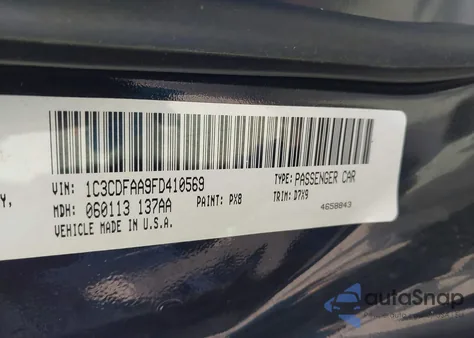 VIN: 1C3CDFAA9FD410569 TYPE: PASSENGER CAR
MDH: 060113 137AA PAINT: PX8 TRIM: D7X9
VEHICLE MADE IN U.S.A. 4658843
autoSnap